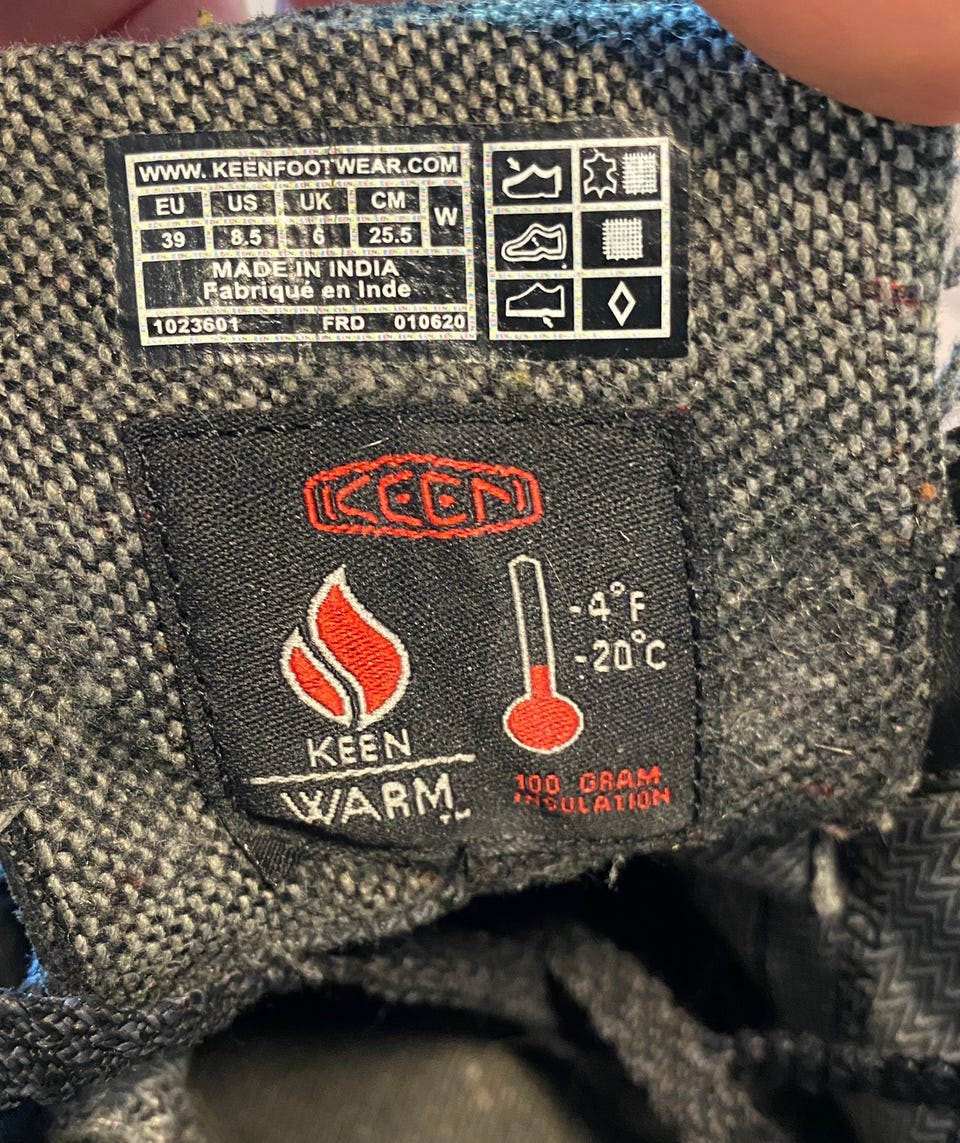 WWW. KEENFOOTWEAR.COM
EU US UK CM W
39 8.5 6 25.5
MADE IN INDIA
Fabriqué en Inde
1023601 FRD 010620
KEEN
-4°F
-20°C
KEEN
WARM
100 GRAM
INSULATION